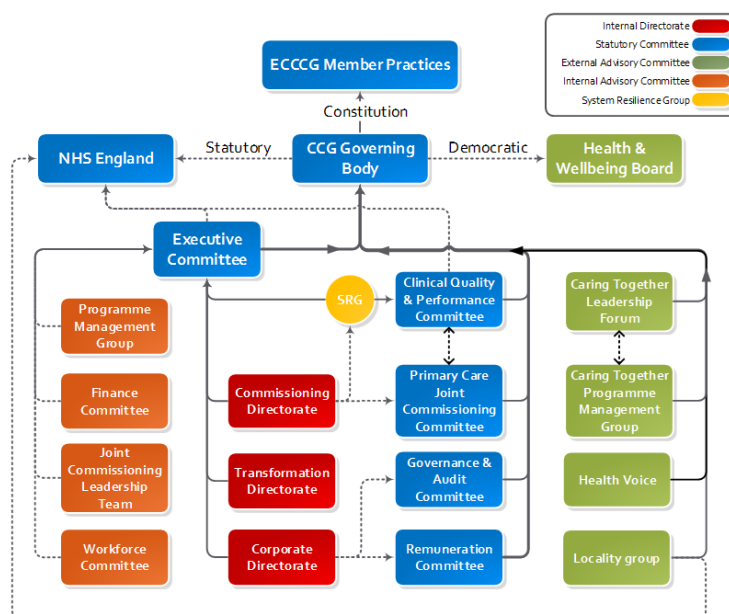 Internal Directorate
Statutory Committee
External Advisory Committee
Internal Advisory Committee
System Resilience Group
ECCCG Member Practices
Constitution
NHS England
Statutory
CCG Governing
Body
Democratic
Health &
Wellbeing Board
Executive
Committee
Programme
Management
Group
SRG
Clinical Quality
& Performance
Committee
Caring Together
Leadership
Forum
Finance
Committee
Commissioning
Directorate
Primary Care
Joint
Commissioning
Committee
Caring Together
Programme
Management
Group
Joint
Commissioning
Leadership
Team
Transformation
Directorate
Governance &
Audit
Committee
Health Voice
Workforce
Committee
Corporate
Directorate
Remuneration
Committee
Locality group